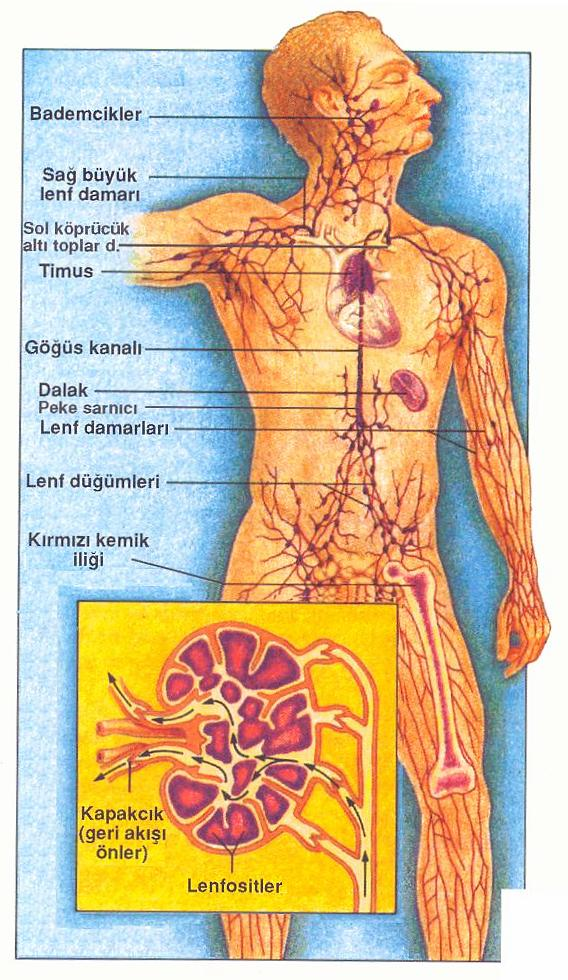 Bademcikler
Sağ büyük
lenf damarı
Sol köprücük
altı toplar d.
Timus
Göğüs kanalı
Dalak
Peke sarnıcı
Lenf damarları
Lenf düğümleri
Kırmızı kemik
iliği
Kapakcık
(geri akışı
önler)
Lenfositler